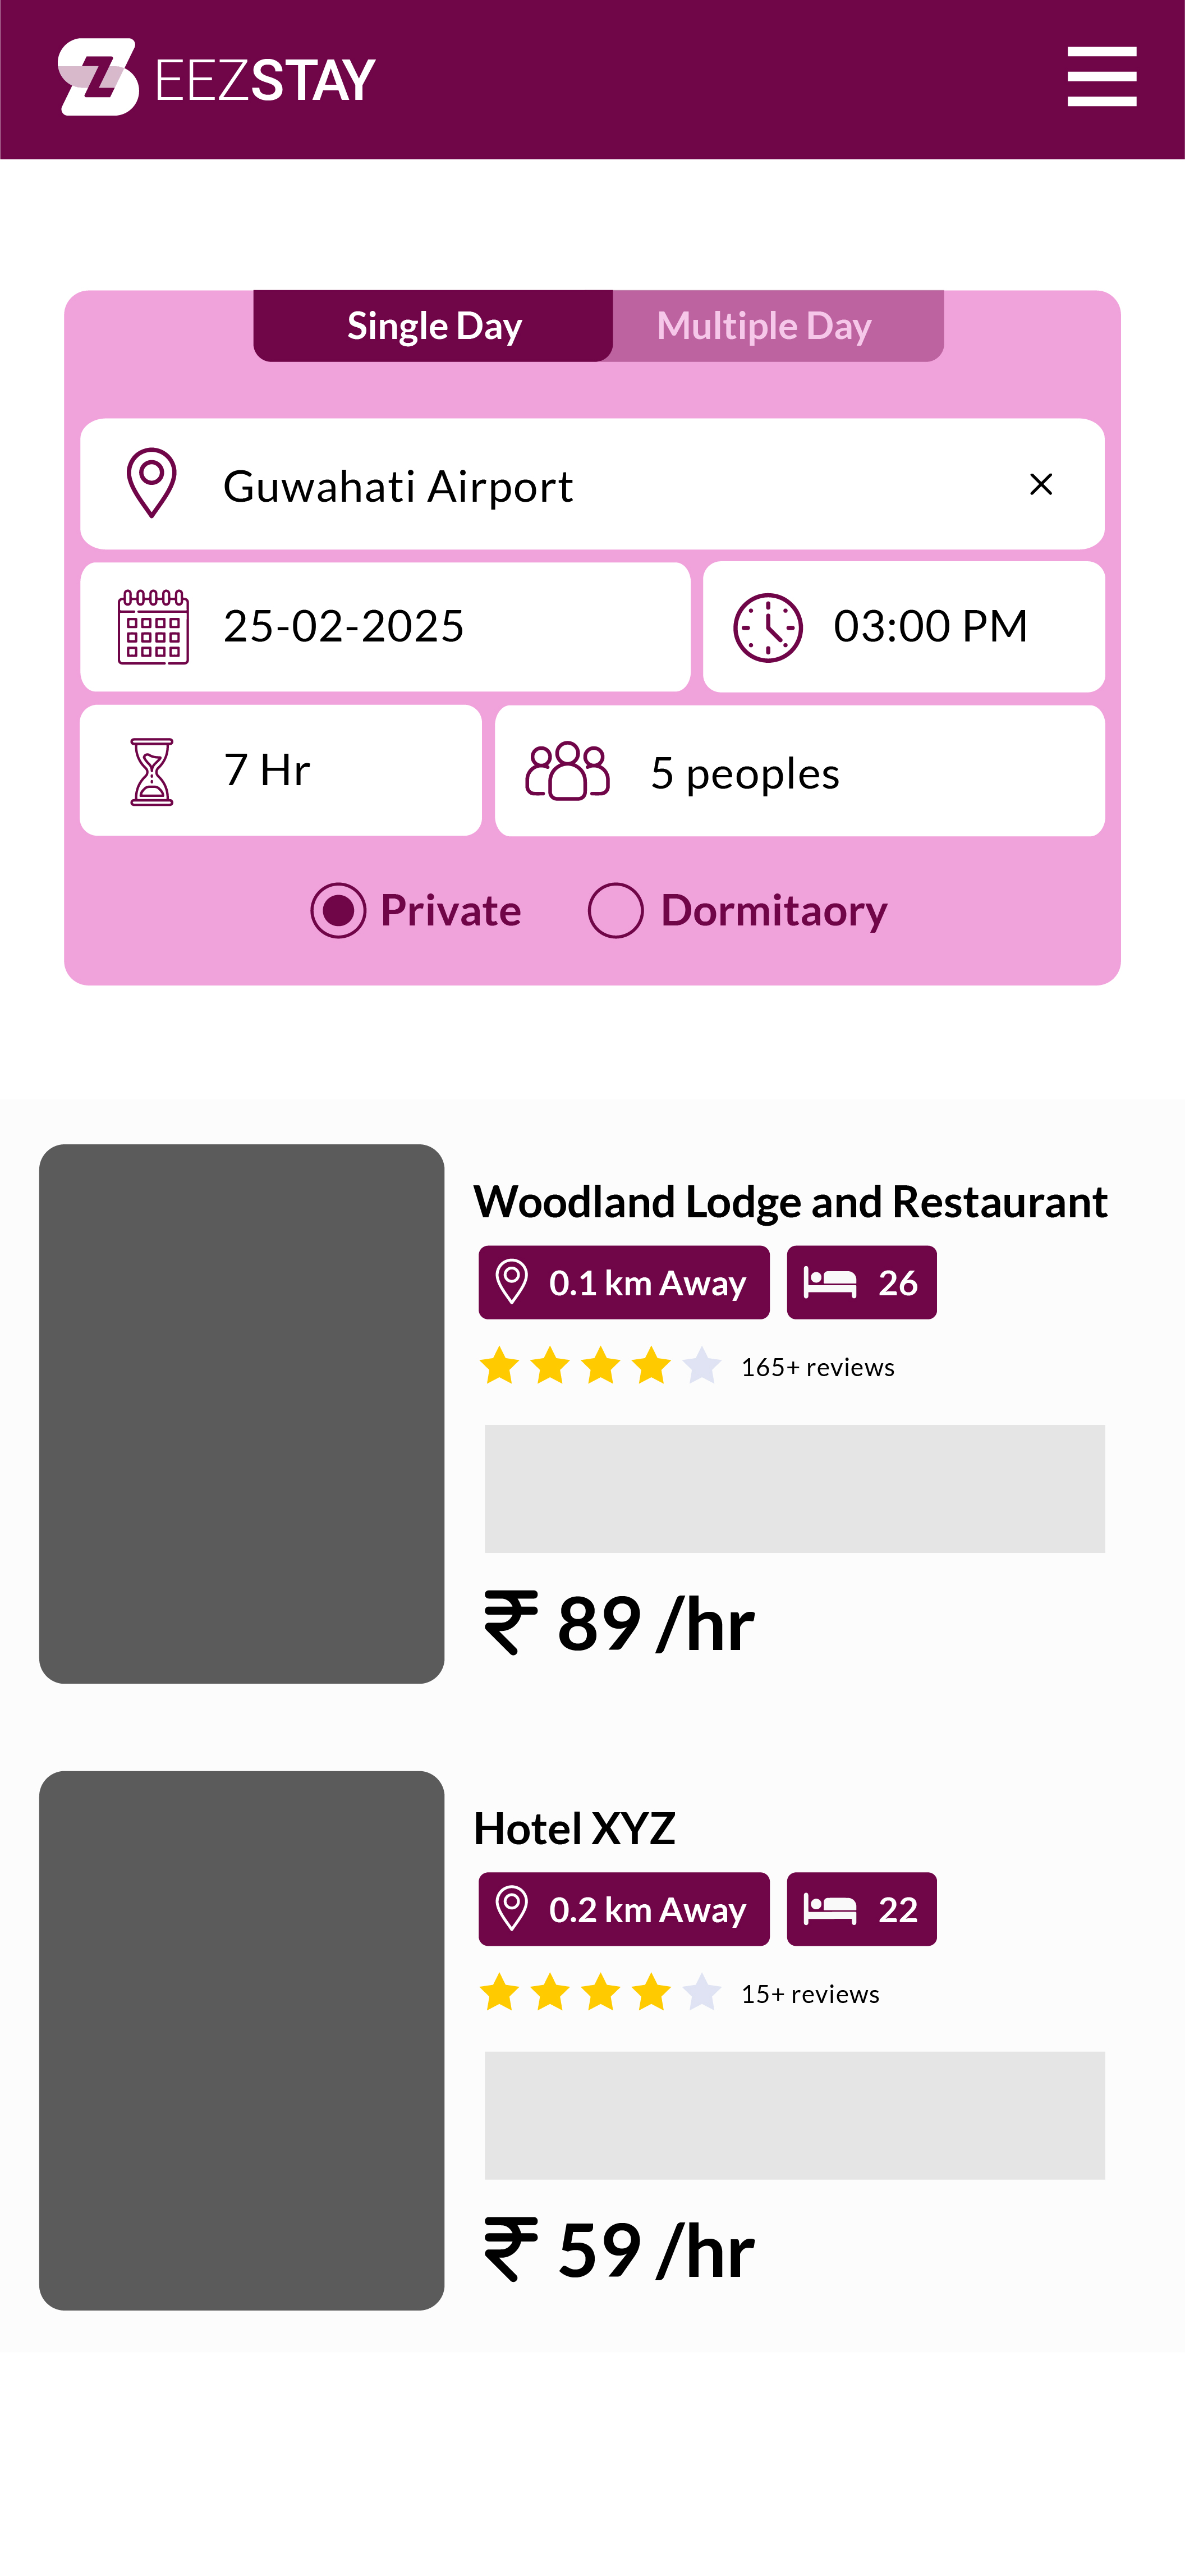 EEZSTAY
Single Day Multiple Day
Guwahati Airport ×
25-02-2025 03:00 PM
7 Hr 5 peoples
Private Dormitaory
Woodland Lodge and Restaurant
0.1 km Away 26
165+ reviews
₹ 89 /hr
Hotel XYZ
0.2 km Away 22
15+ reviews
₹ 59 /hr